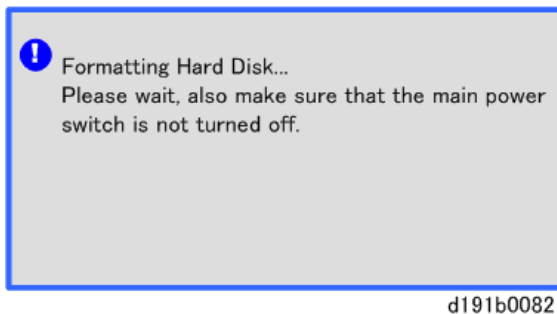 Formatting Hard Disk...
Please wait, also make sure that the main power
switch is not turned off.
d191b0082